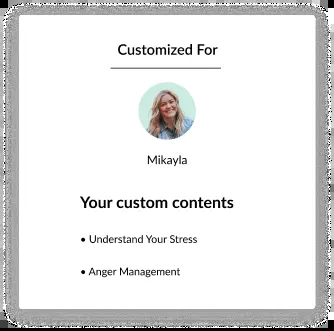 Customized For
Mikayla
Your custom contents
• Understand Your Stress
• Anger Management